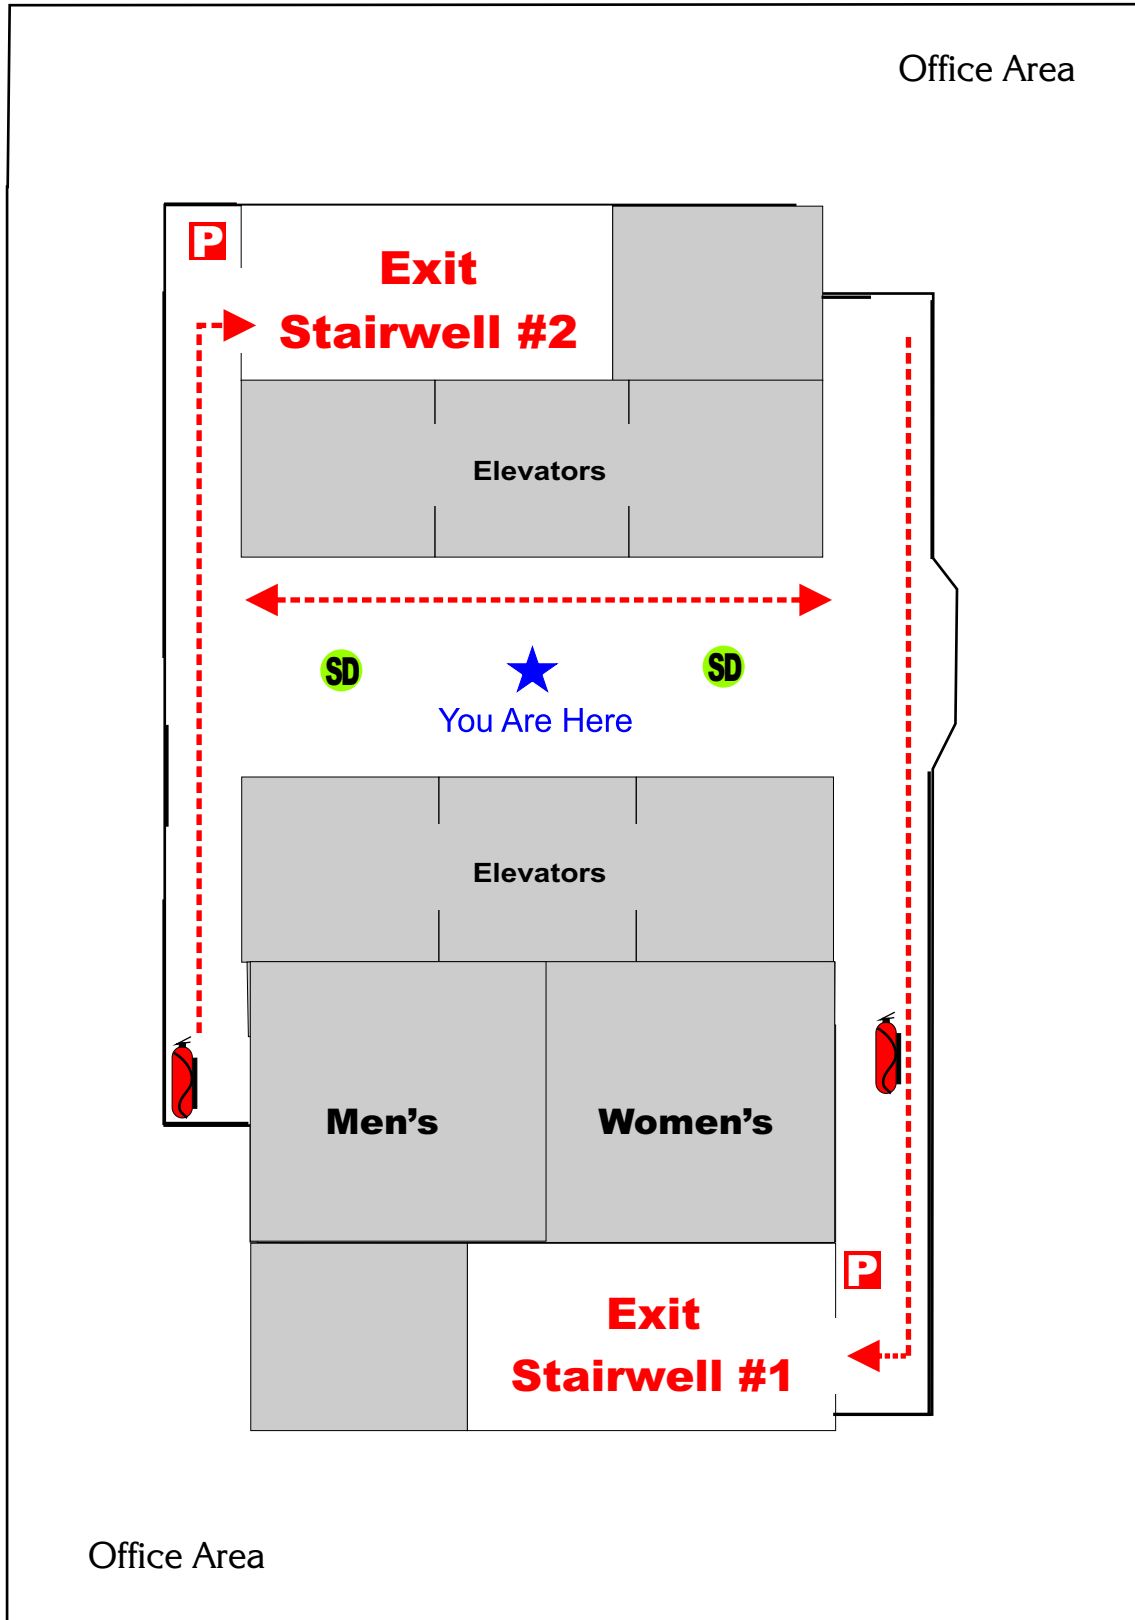 Office Area
P
Exit
Stairwell #2
Elevators
SD
SD
You Are Here
Elevators
Men’s
Women’s
P
Exit
Stairwell #1
Office Area